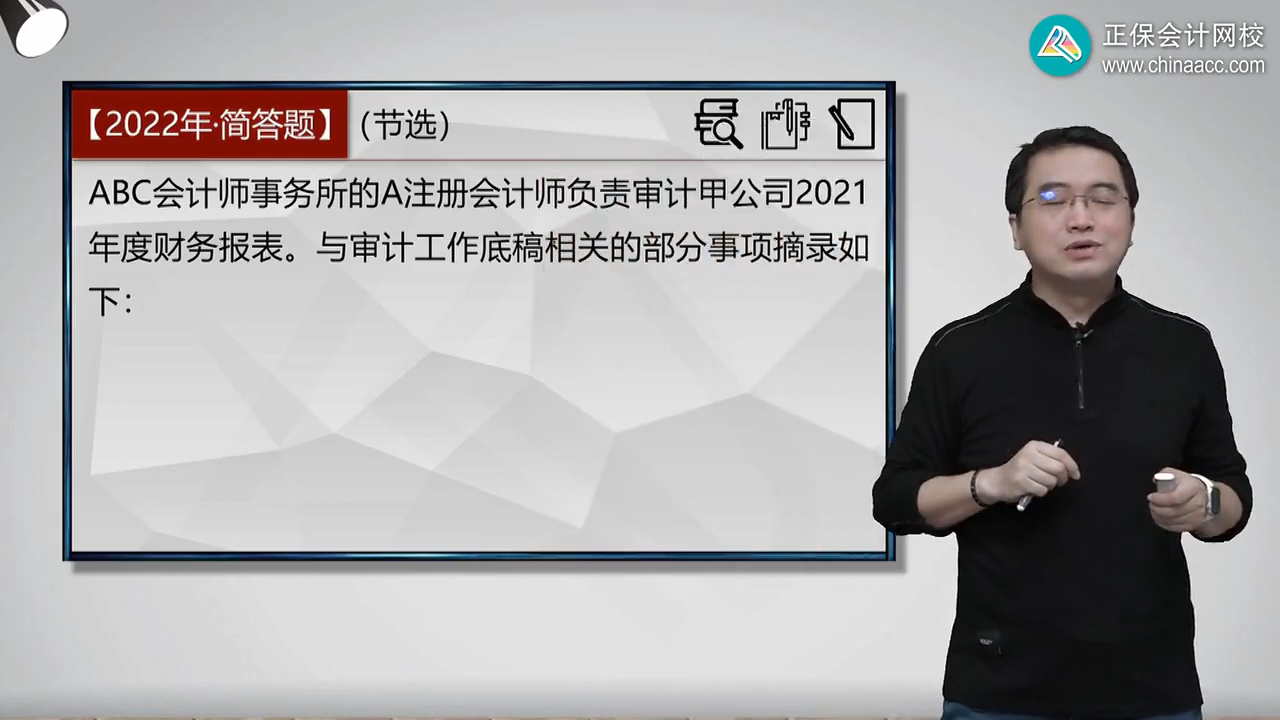 正保会计网校
www.chinaacc.com
【2022年·简答题】（节选）
ABC会计师事务所的A注册会计师负责审计甲公司2021
年度财务报表。与审计工作底稿相关的部分事项摘录如
下：